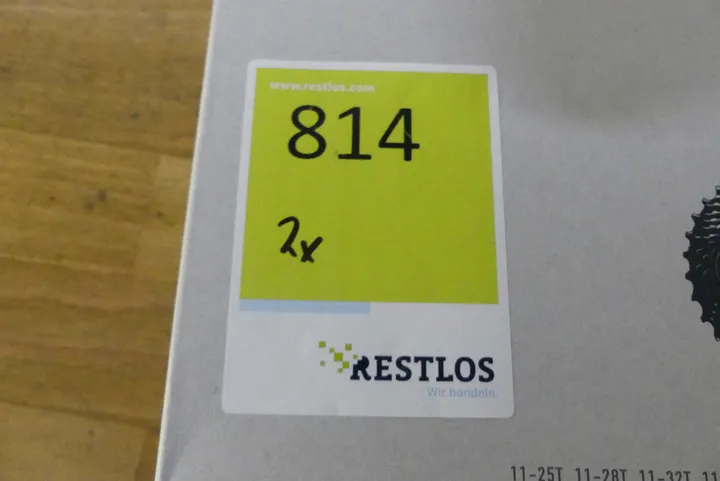 www.restlos.com
814
2x
RESTLOS
Wir handeln.
11-25T 11-28T 11-32T 11